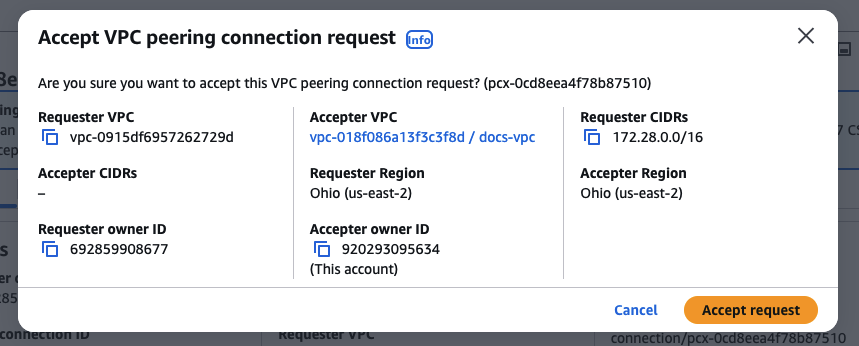 Accept VPC peering connection request Info
Are you sure you want to accept this VPC peering connection request? (pcx-0cd8eea4f78b87510)
Requester VPC
vpc-0915df6957262729d
Accepter VPC
vpc-018f086a13f3c3f8d / docs-vpc
Requester CIDRs
172.28.0.0/16
Accepter CIDRs
–
Requester Region
Ohio (us-east-2)
Accepter Region
Ohio (us-east-2)
Requester owner ID
692859908677
Accepter owner ID
920293095634
(This account)
Cancel
Accept request
connection ID
Requester VPC
connection/pcx-0cd8eea4f78b87510